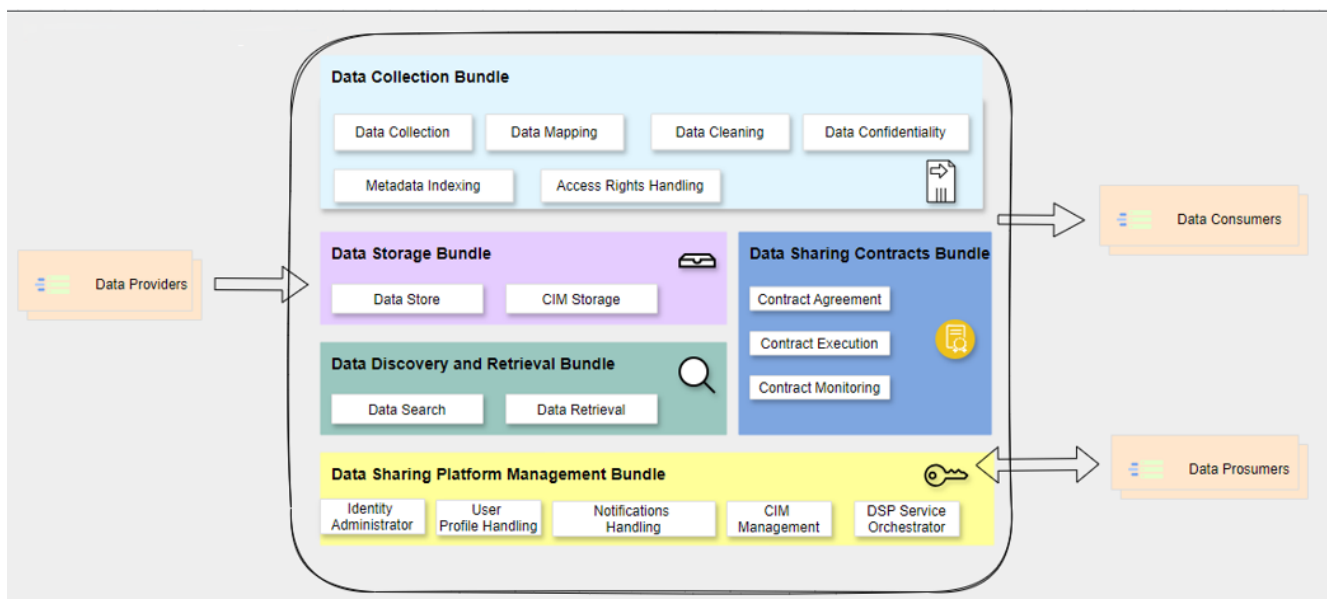 Data Collection Bundle
Data Collection
Data Mapping
Data Cleaning
Data Confidentiality
Metadata Indexing
Access Rights Handling
Data Providers
Data Storage Bundle
Data Store
CIM Storage
Data Sharing Contracts Bundle
Contract Agreement
Contract Execution
Contract Monitoring
Data Discovery and Retrieval Bundle
Data Search
Data Retrieval
Data Sharing Platform Management Bundle
Identity
Administrator
User
Profile Handling
Notifications
Handling
CIM
Management
DSP Service
Orchestrator
Data Consumers
Data Prosumers